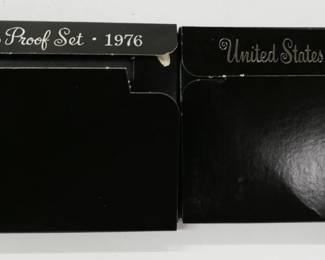 Proof Set · 1976
United States